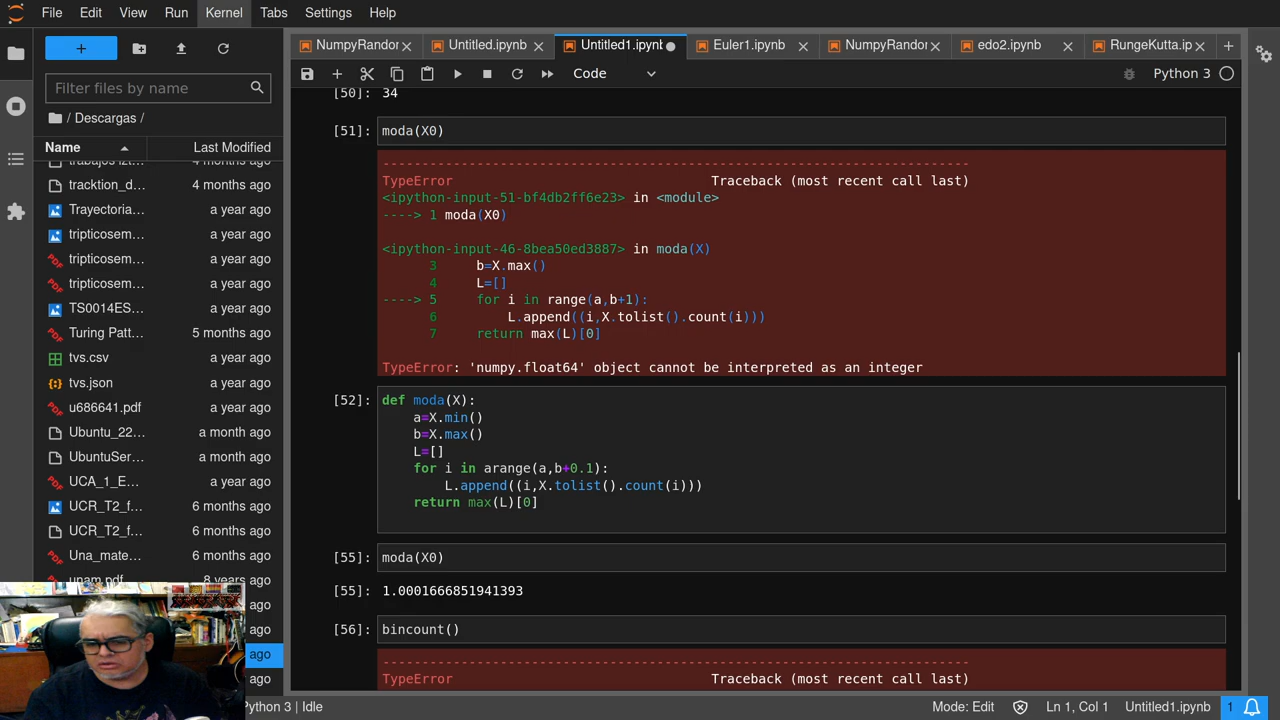 File Edit View Run Kernel Tabs Settings Help
NumpyRandor
Untitled.ipynb
Untitled1.ipynb
Euler1.ipynb
NumpyRandor
edo2.ipynb
RungeKutta.ip
Code
Python 3
Filter files by name
/ Descargas /
Name Last Modified
trabajos 4 months ago
tracktion_d… 4 months ago
Trayectoria… a year ago
tripticosem… a year ago
tripticosem… a year ago
tripticosem… a year ago
TS0014ES… a year ago
Turing Patt… 5 months ago
tvs.csv a year ago
tvs.json a year ago
u686641.pdf a year ago
Ubuntu_22… a month ago
UbuntuSer… a month ago
UCA_1_E… a year ago
UCR_T2_f… 6 months ago
UCR_T2_f… 6 months ago
Una_mate… 6 months ago
unam.pdf 8 years ago
ago
ago
ago
ago
[50]: 34
[51]: moda(X0)
---------------------------------------------------------------------------
TypeError Traceback (most recent call last)
<ipython-input-51-bf4db2ff6e23> in <module>
----> 1 moda(X0)
<ipython-input-46-8bea50ed3887> in moda(X)
3 b=X.max()
4 L=[]
----> 5 for i in range(a,b+1):
6 L.append((i,X.tolist().count(i)))
7 return max(L)[0]
TypeError: 'numpy.float64' object cannot be interpreted as an integer
[52]: def moda(X):
a=X.min()
b=X.max()
L=[]
for i in arange(a,b+0.1):
L.append((i,X.tolist().count(i)))
return max(L)[0]
[55]: moda(X0)
[55]: 1.0001666851941393
[56]: bincount()
---------------------------------------------------------------------------
TypeError Traceback (most recent call last)
Python 3 | Idle
Mode: Edit
Ln 1, Col 1
Untitled1.ipynb
1